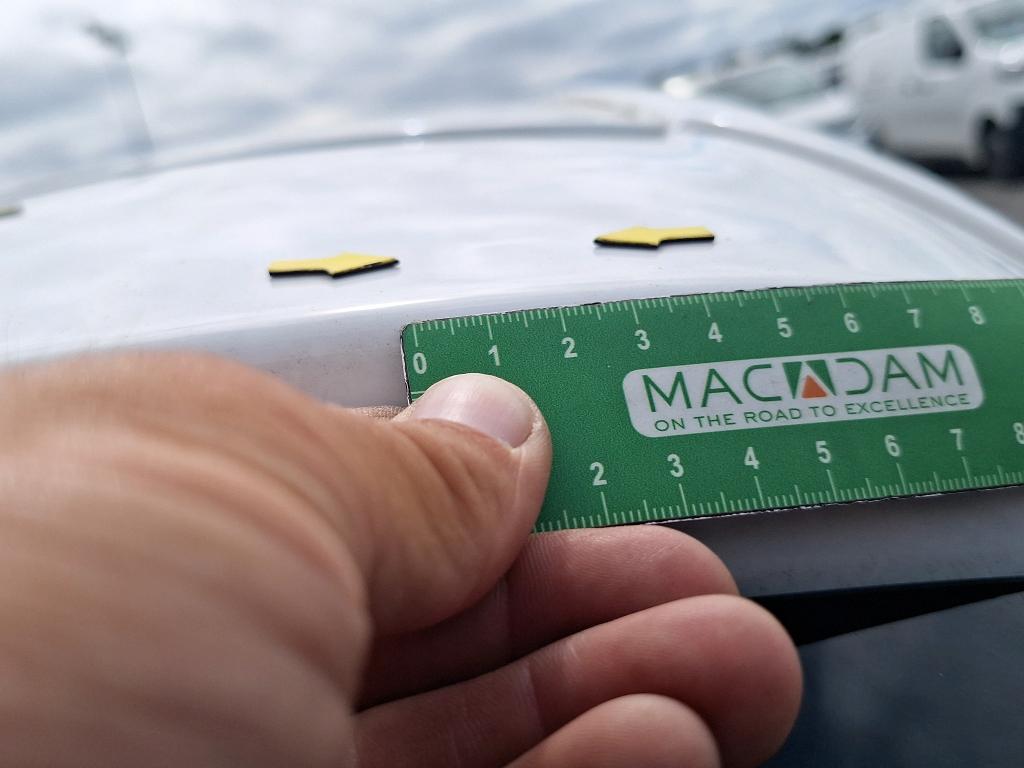 0 1 2 3 4 5 6 7 8
MACADAM
ON THE ROAD TO EXCELLENCE
2 3 4 5 6 7 8